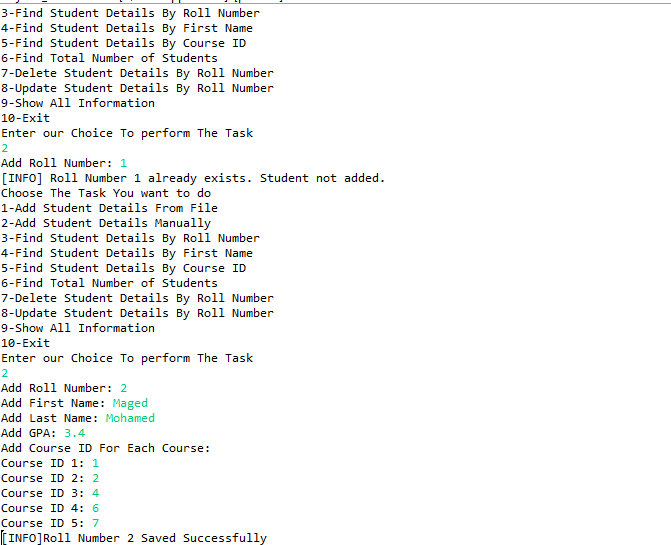 3-Find Student Details By Roll Number
4-Find Student Details By First Name
5-Find Student Details By Course ID
6-Find Total Number of Students
7-Delete Student Details By Roll Number
8-Update Student Details By Roll Number
9-Show All Information
10-Exit
Enter our Choice To perform The Task
2
Add Roll Number: 1
[INFO] Roll Number 1 already exists. Student not added.
Choose The Task You want to do
1-Add Student Details From File
2-Add Student Details Manually
3-Find Student Details By Roll Number
4-Find Student Details By First Name
5-Find Student Details By Course ID
6-Find Total Number of Students
7-Delete Student Details By Roll Number
8-Update Student Details By Roll Number
9-Show All Information
10-Exit
Enter our Choice To perform The Task
2
Add Roll Number: 2
Add First Name: Maged
Add Last Name: Mohamed
Add GPA: 3.4
Add Course ID For Each Course:
Course ID 1: 1
Course ID 2: 2
Course ID 3: 4
Course ID 4: 6
Course ID 5: 7
[INFO]Roll Number 2 Saved Successfully